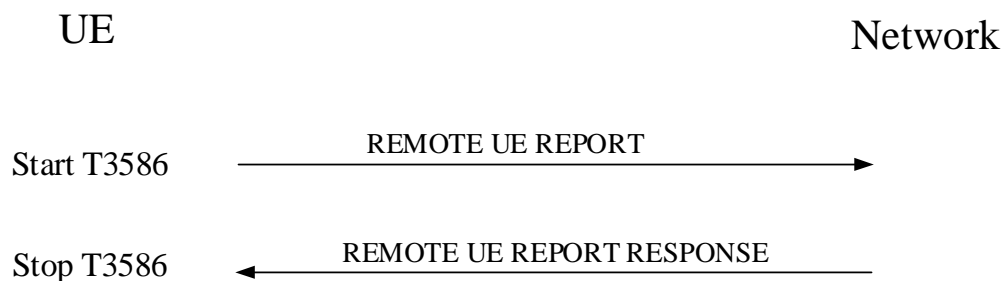 UE
Network
Start T3586
REMOTE UE REPORT
Stop T3586
REMOTE UE REPORT RESPONSE